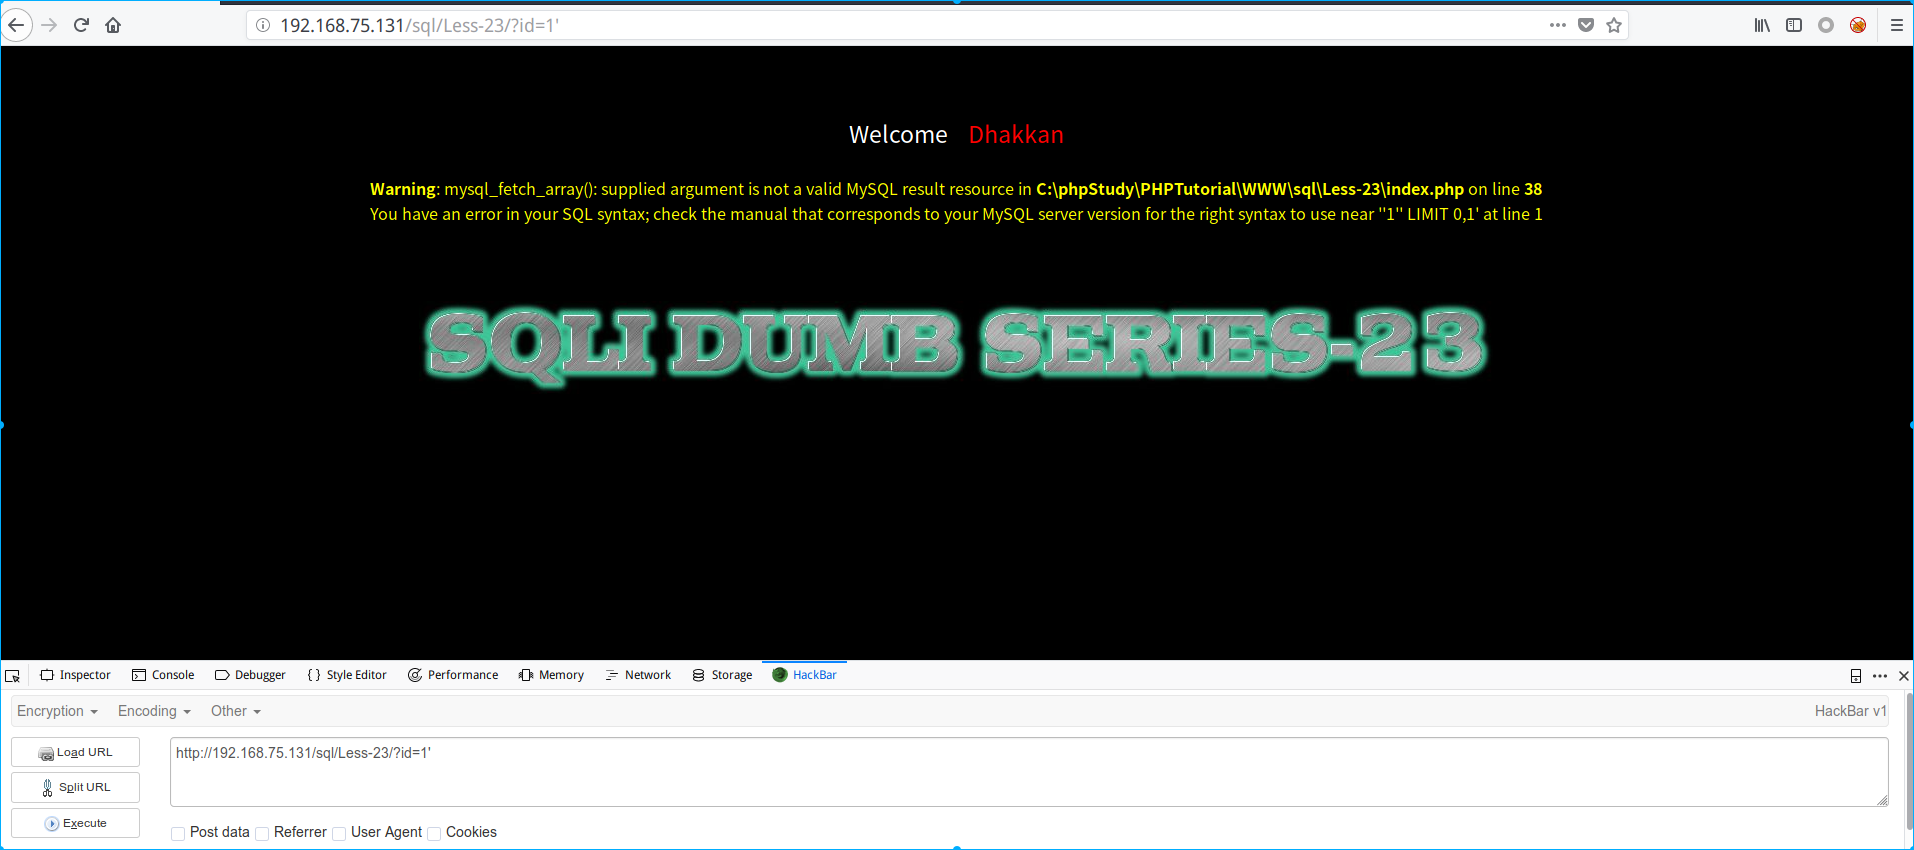 192.168.75.131/sql/Less-23/?id=1'
Welcome Dhakkan
Warning: mysql_fetch_array(): supplied argument is not a valid MySQL result resource in C:\phpStudy\PHPTutorial\WWW\sql\Less-23\index.php on line 38
You have an error in your SQL syntax; check the manual that corresponds to your MySQL server version for the right syntax to use near ''1'' LIMIT 0,1' at line 1
SQLI DUMB SERIES-23
Inspector Console Debugger Style Editor Performance Memory Network Storage HackBar
Encryption Encoding Other HackBar v1
Load URL
http://192.168.75.131/sql/Less-23/?id=1'
Split URL
Execute
Post data Referrer User Agent Cookies